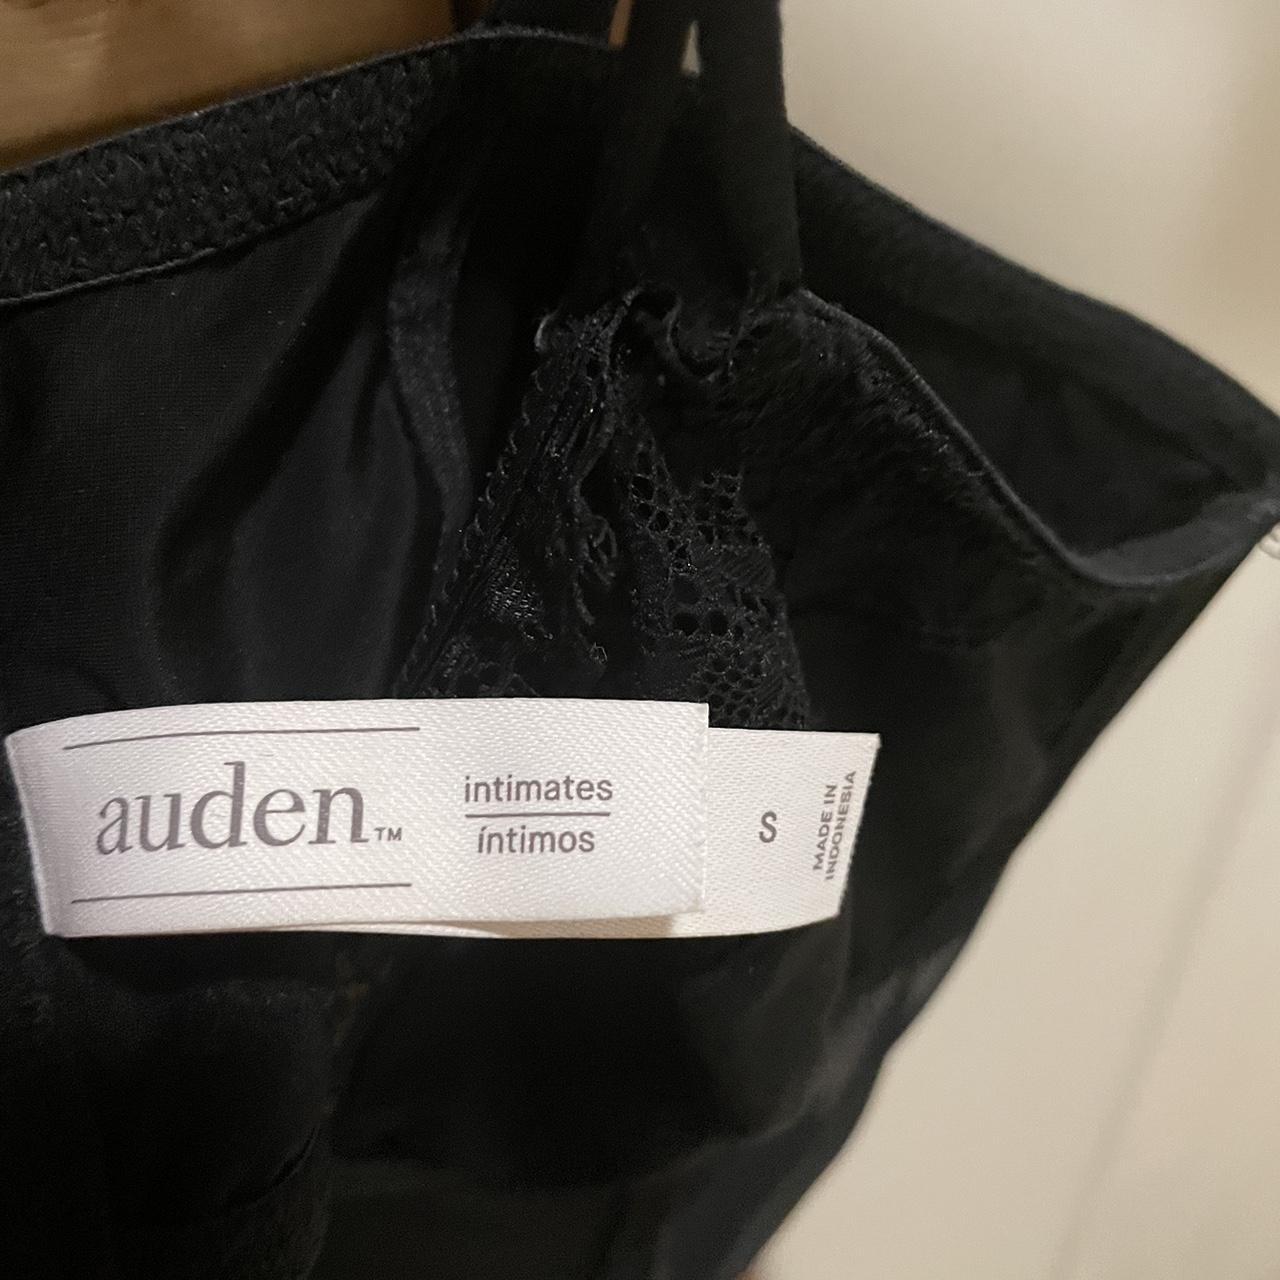 auden™
intimates
íntimos
S
MADE IN
INDONESIA